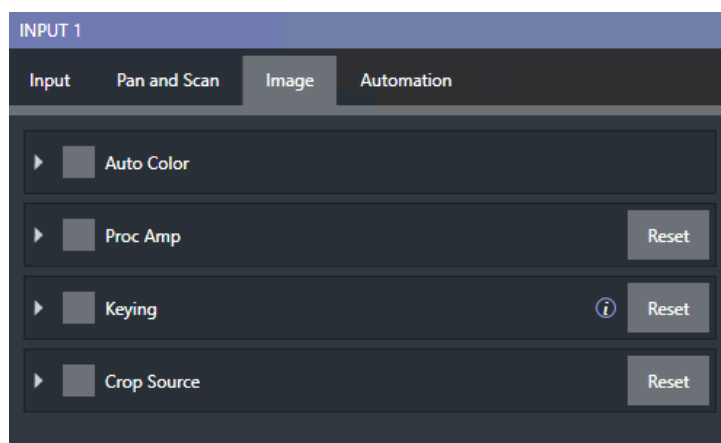 INPUT 1
Input Pan and Scan Image Automation
Auto Color
Proc Amp Reset
Keying i Reset
Crop Source Reset